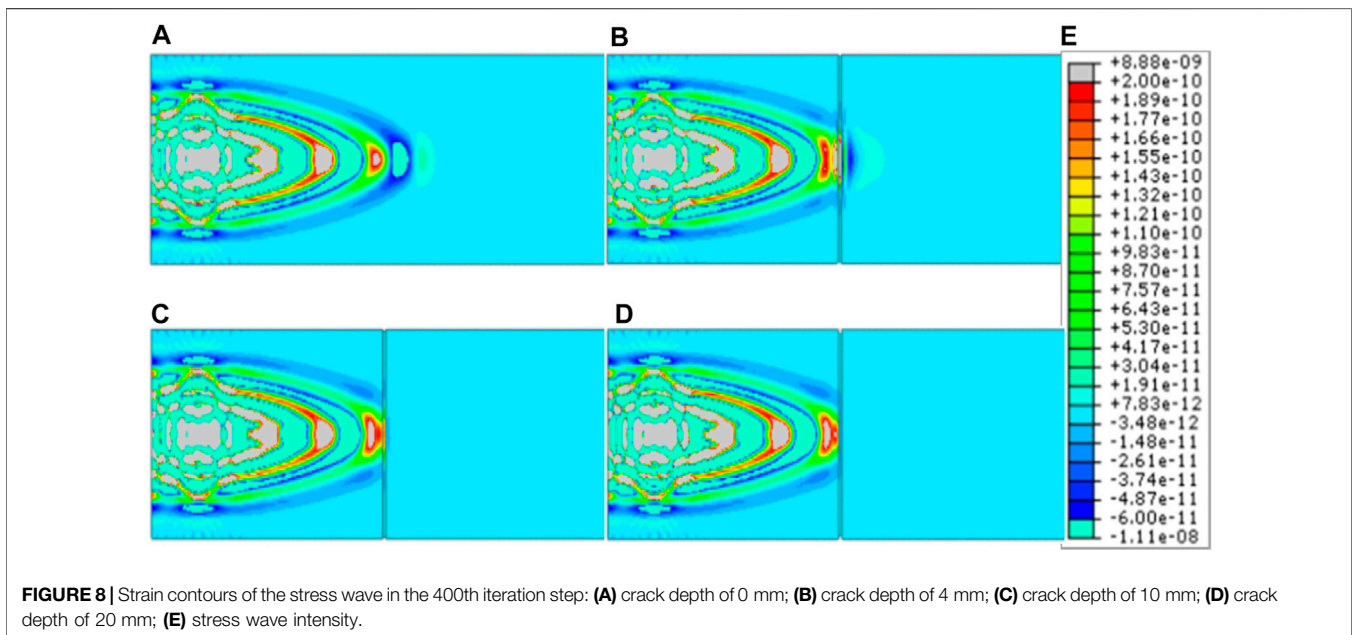 A
B
E
+8.88e-09
+2.00e-10
+1.89e-10
+1.77e-10
+1.66e-10
+1.55e-10
+1.43e-10
+1.32e-10
+1.21e-10
+1.10e-10
+9.83e-11
+8.70e-11
+7.57e-11
+6.43e-11
+5.30e-11
+4.17e-11
+3.04e-11
+1.91e-11
+7.83e-12
-3.48e-12
-1.48e-11
-2.61e-11
-3.74e-11
-4.87e-11
-6.00e-11
-1.11e-08
C
D
FIGURE 8 | Strain contours of the stress wave in the 400th iteration step: (A) crack depth of 0 mm; (B) crack depth of 4 mm; (C) crack depth of 10 mm; (D) crack
depth of 20 mm; (E) stress wave intensity.